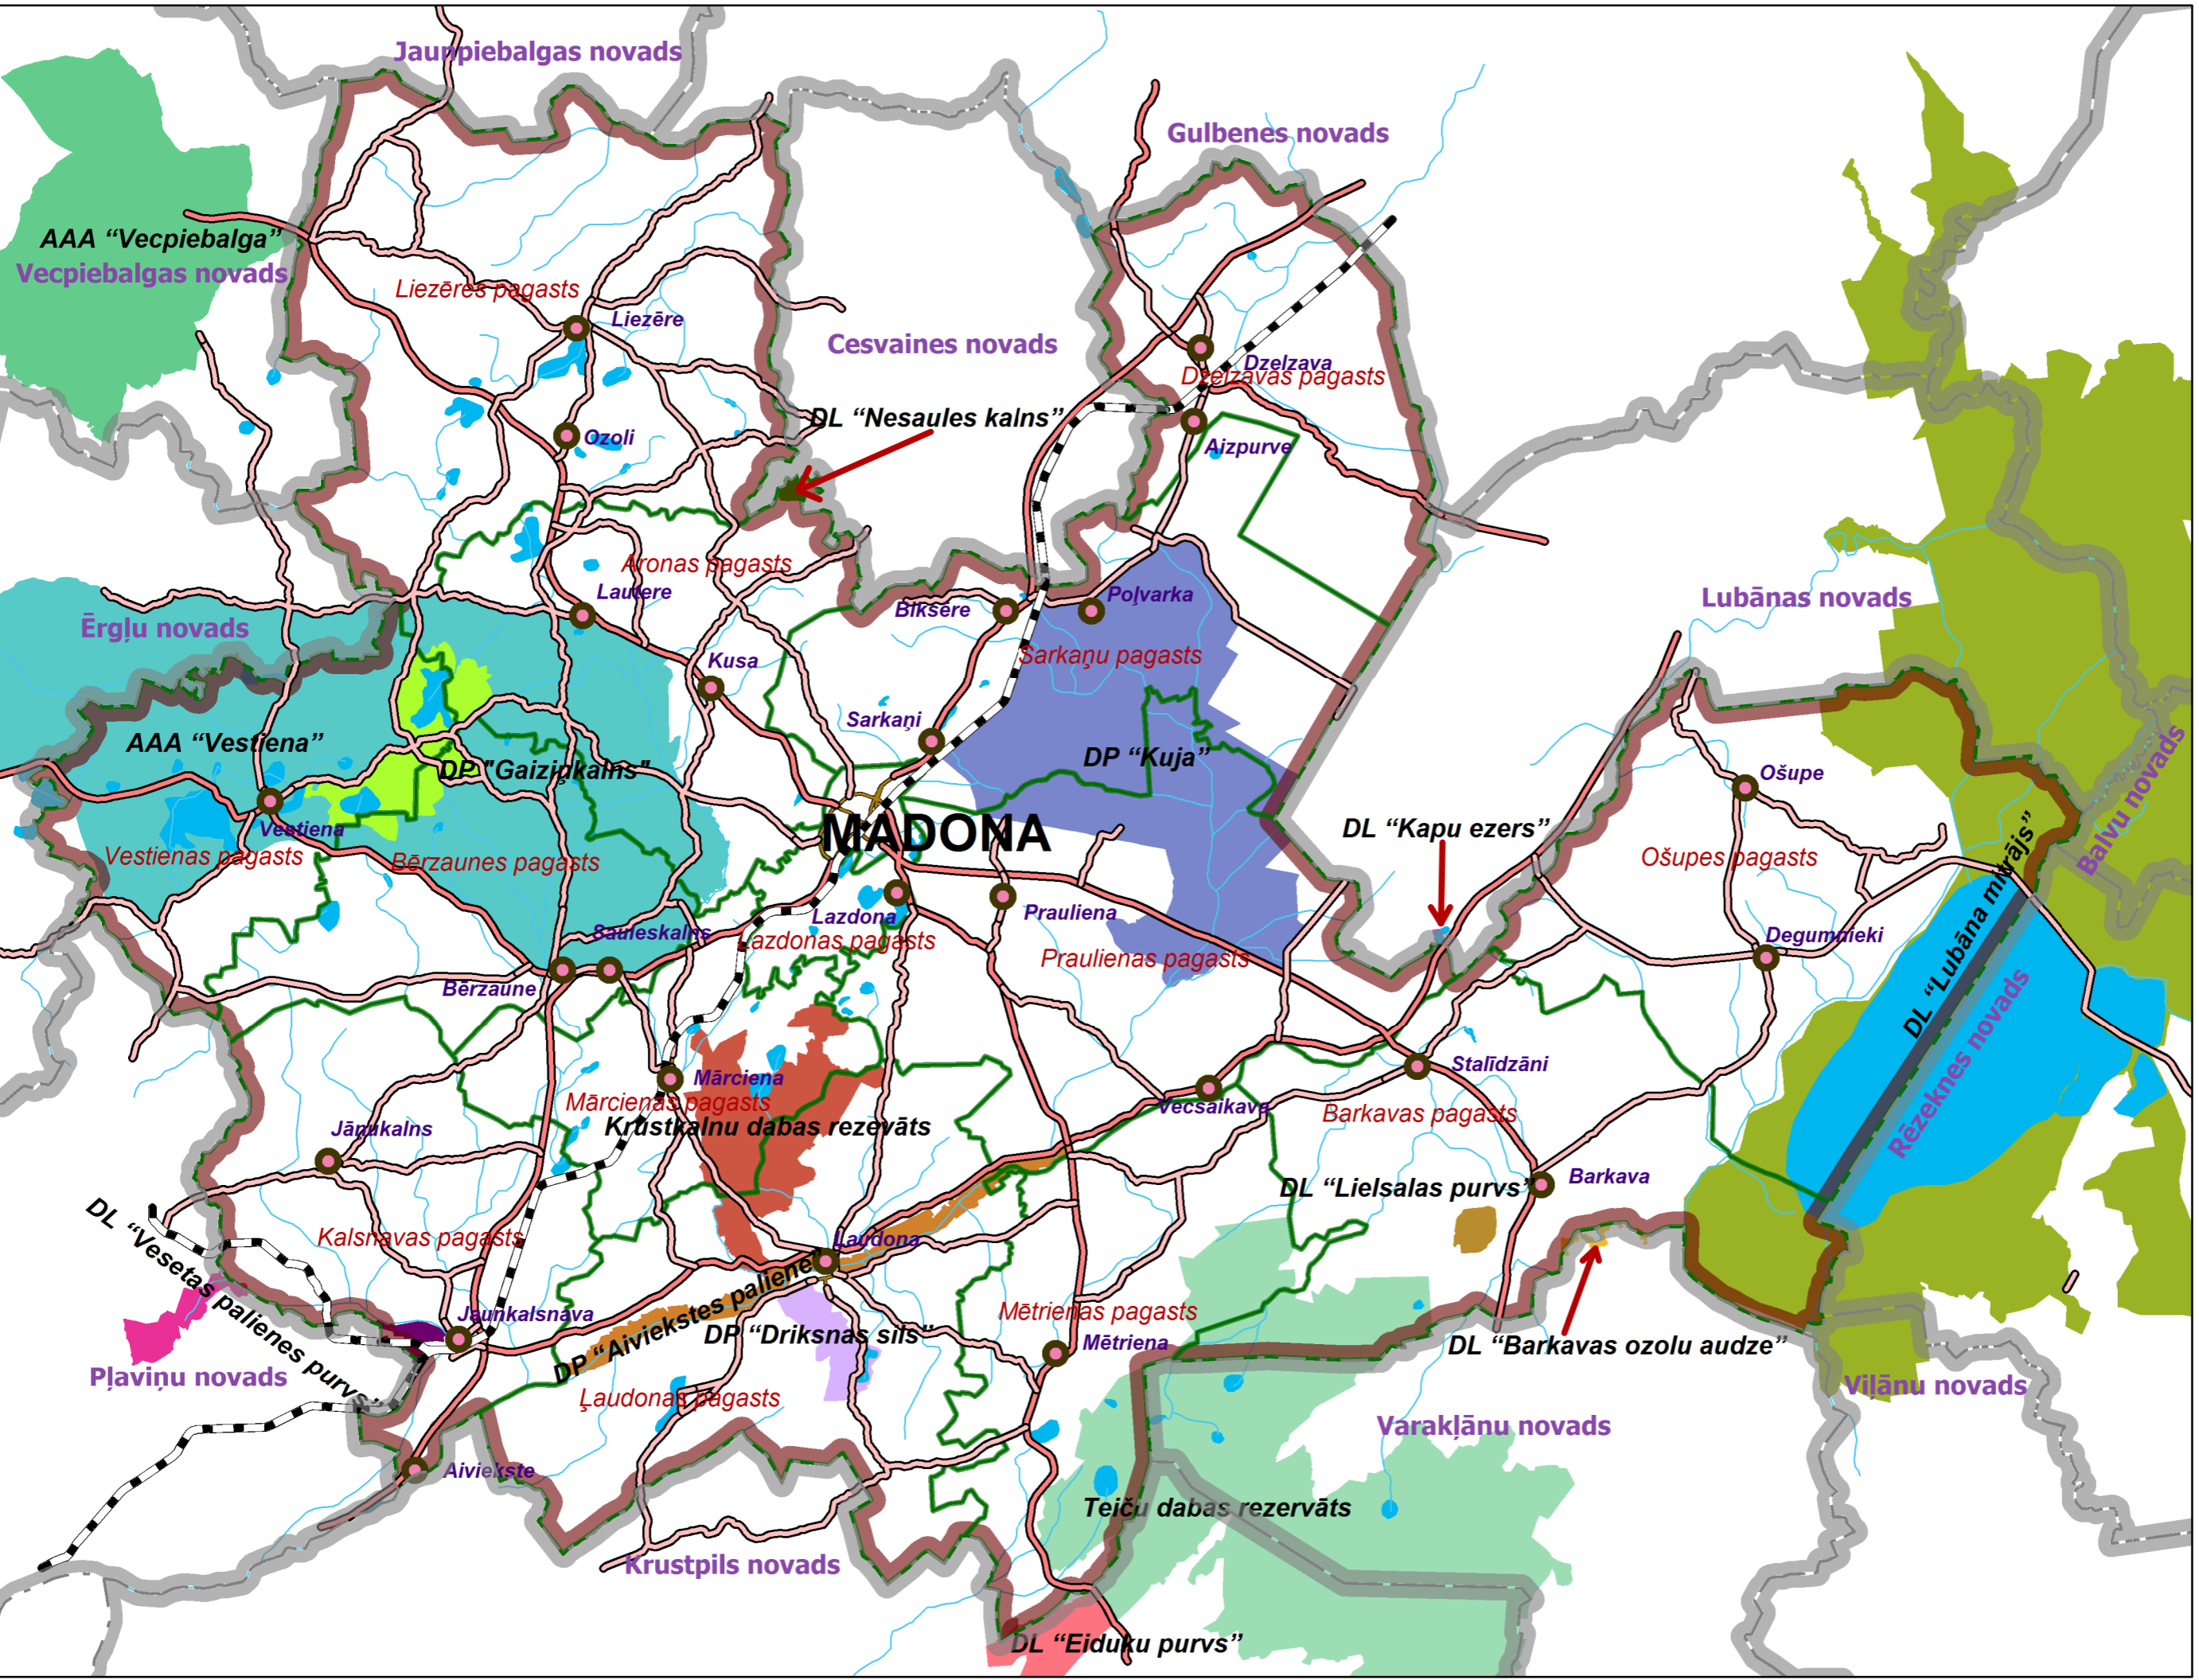 Jaunpiebalgas novads
Gulbenes novads
AAA “Vecpiebalga”
Vecpiebalgas novads
Liezēres pagasts
Liezēre
Cesvaines novads
Dzelzava
Dzelzavas pagasts
DL “Nesaules kalns”
Ozoli
Aizpurve
Aronas pagasts
Lautere
Biksēre
Poļvarka
Lubānas novads
Ērgļu novads
Sarkaņu pagasts
Kusa
Sarkaņi
AAA “Vestiena”
DP "Gaiziņkalns"
DP “Kuja”
Ošupe
Balvu novads
Vestiena
MADONA
DL “Kapu ezers”
Vestienas pagasts
Bērzaunes pagasts
Ošupes pagasts
DL “Lubāna mitrājs”
Lazdona
Prauliena
Sauleskalns
Lazdonas pagasts
Degumnieki
Praulienas pagasts
Bērzaune
Rēzeknes novads
Stalīdzāni
Mārciena
Mārcienas pagasts
Vecsaikava
Barkavas pagasts
Jāņukalns
Krustkalnu dabas rezevāts
DL “Lielsalas purvs”
Barkava
DL “Vesetas palienes purvs”
Kalsnavas pagasts
Ļaudona
Jaunkalsnava
DP “Aiviekstes paliene”
DP “Driksnas sils”
Mētrienas pagasts
Mētriena
DL “Barkavas ozolu audze”
Pļaviņu novads
Ļaudonas pagasts
Viļānu novads
Varakļānu novads
Aiviekste
Teiču dabas rezervāts
Krustpils novads
DL “Eiduku purvs”